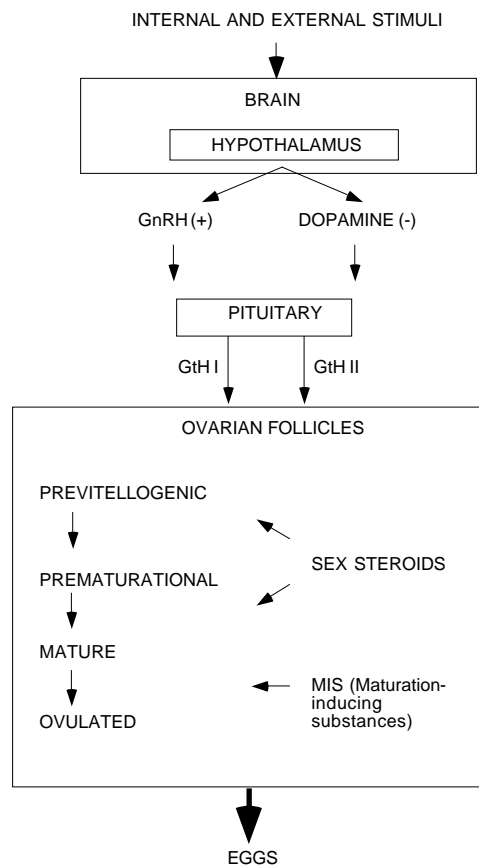 INTERNAL AND EXTERNAL STIMULI
BRAIN
HYPOTHALAMUS
GnRH (+)
DOPAMINE (-)
PITUITARY
GtH I
GtH II
OVARIAN FOLLICLES
PREVITELLOGENIC
SEX STEROIDS
PREMATURATIONAL
MATURE
MIS (Maturation-
inducing
substances)
OVULATED
EGGS